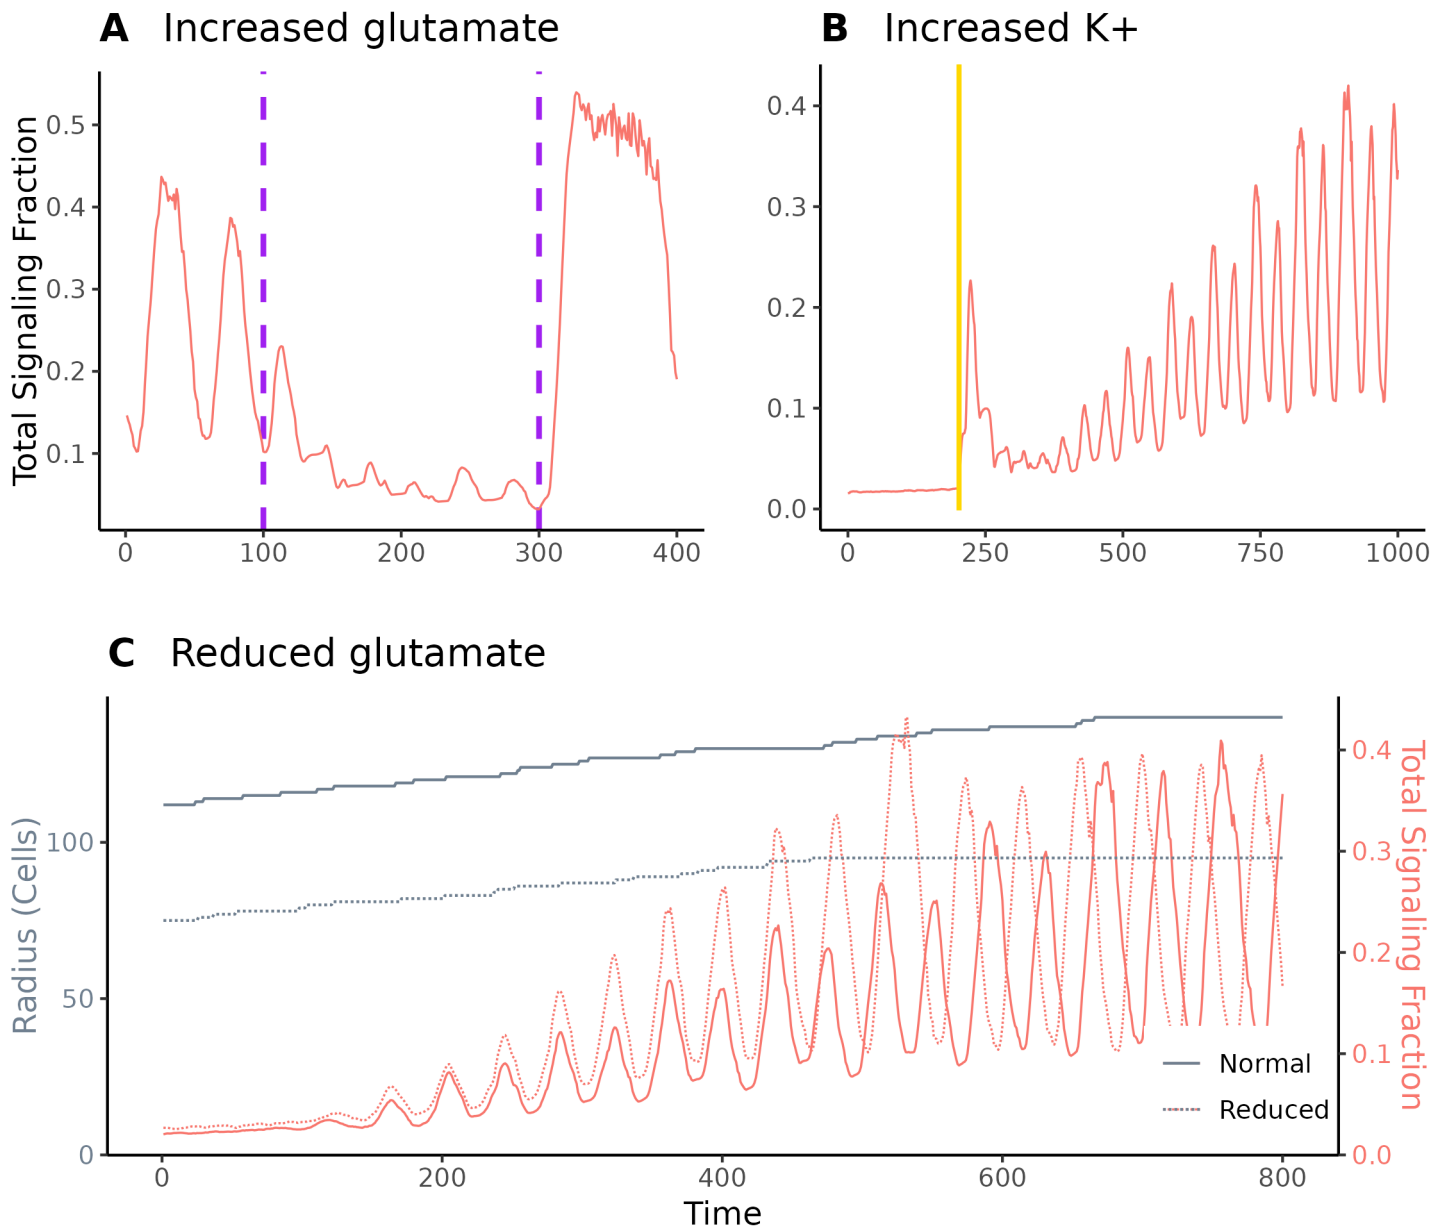 A Increased glutamate
Total Signaling Fraction
0.5
0.4
0.3
0.2
0.1
0 100 200 300 400
B Increased K+
0.4
0.3
0.2
0.1
0.0
0 250 500 750 1000
C Reduced glutamate
Radius (Cells)
100
50
0
0.4
0.3
0.2
0.1
0.0
Total Signaling Fraction
Normal
Reduced
0 200 400 600 800
Time